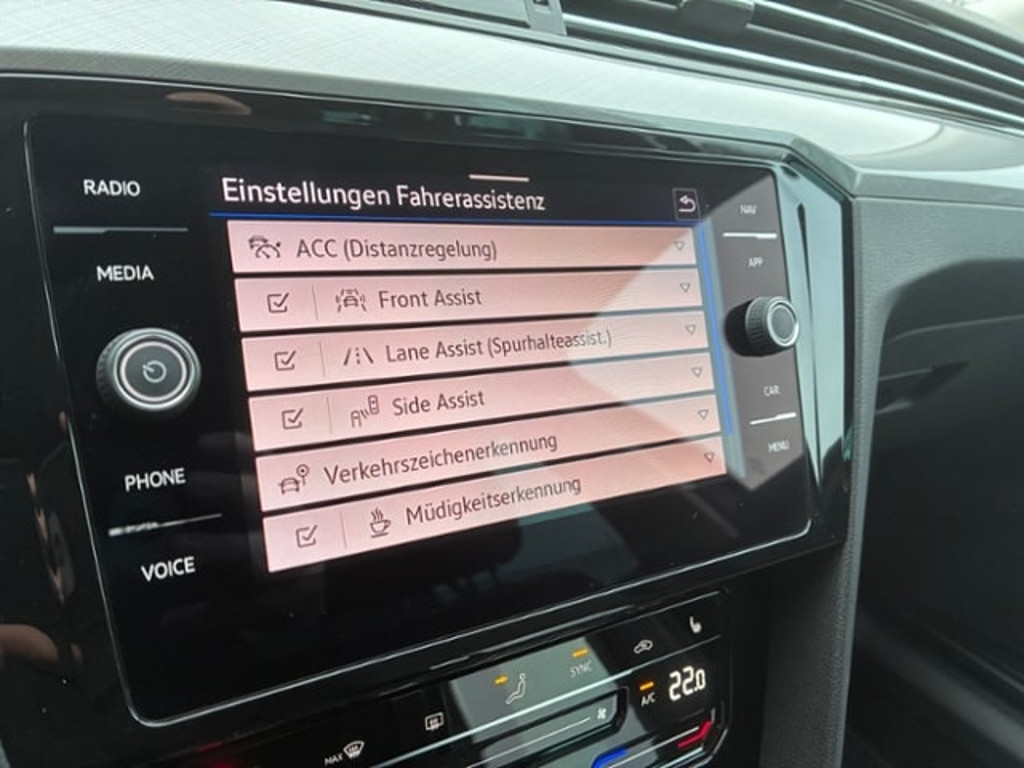 RADIO
MEDIA
PHONE
VOICE
Einstellungen Fahrerassistenz
ACC (Distanzregelung)
Front Assist
Lane Assist (Spurhalteassist.)
Side Assist
Verkehrszeichenerkennung
Müdigkeitserkennung
NAV
APP
CAR
MENU
SYNC
A/C
22.0
MAX